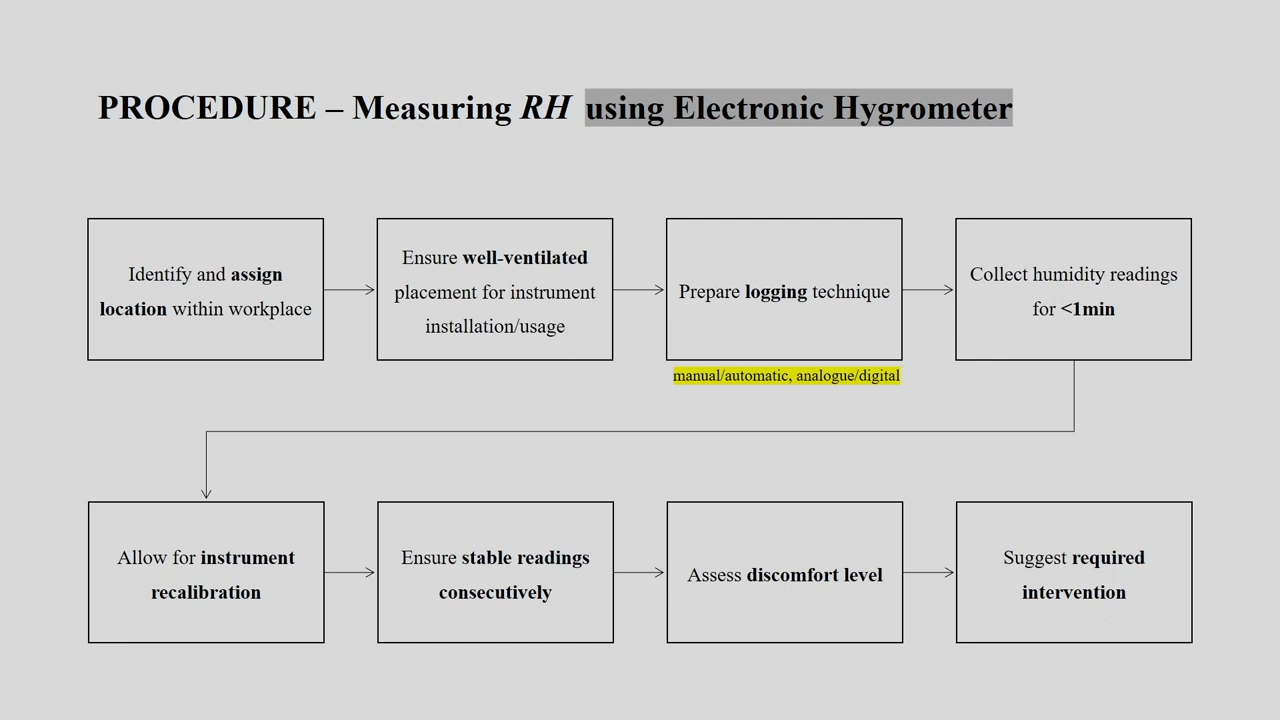 PROCEDURE – Measuring RH using Electronic Hygrometer
Identify and assign
location within workplace
Ensure well-ventilated
placement for instrument
installation/usage
Prepare logging technique
manual/automatic, analogue/digital
Collect humidity readings
for <1min
Allow for instrument
recalibration
Ensure stable readings
consecutively
Assess discomfort level
Suggest required
intervention